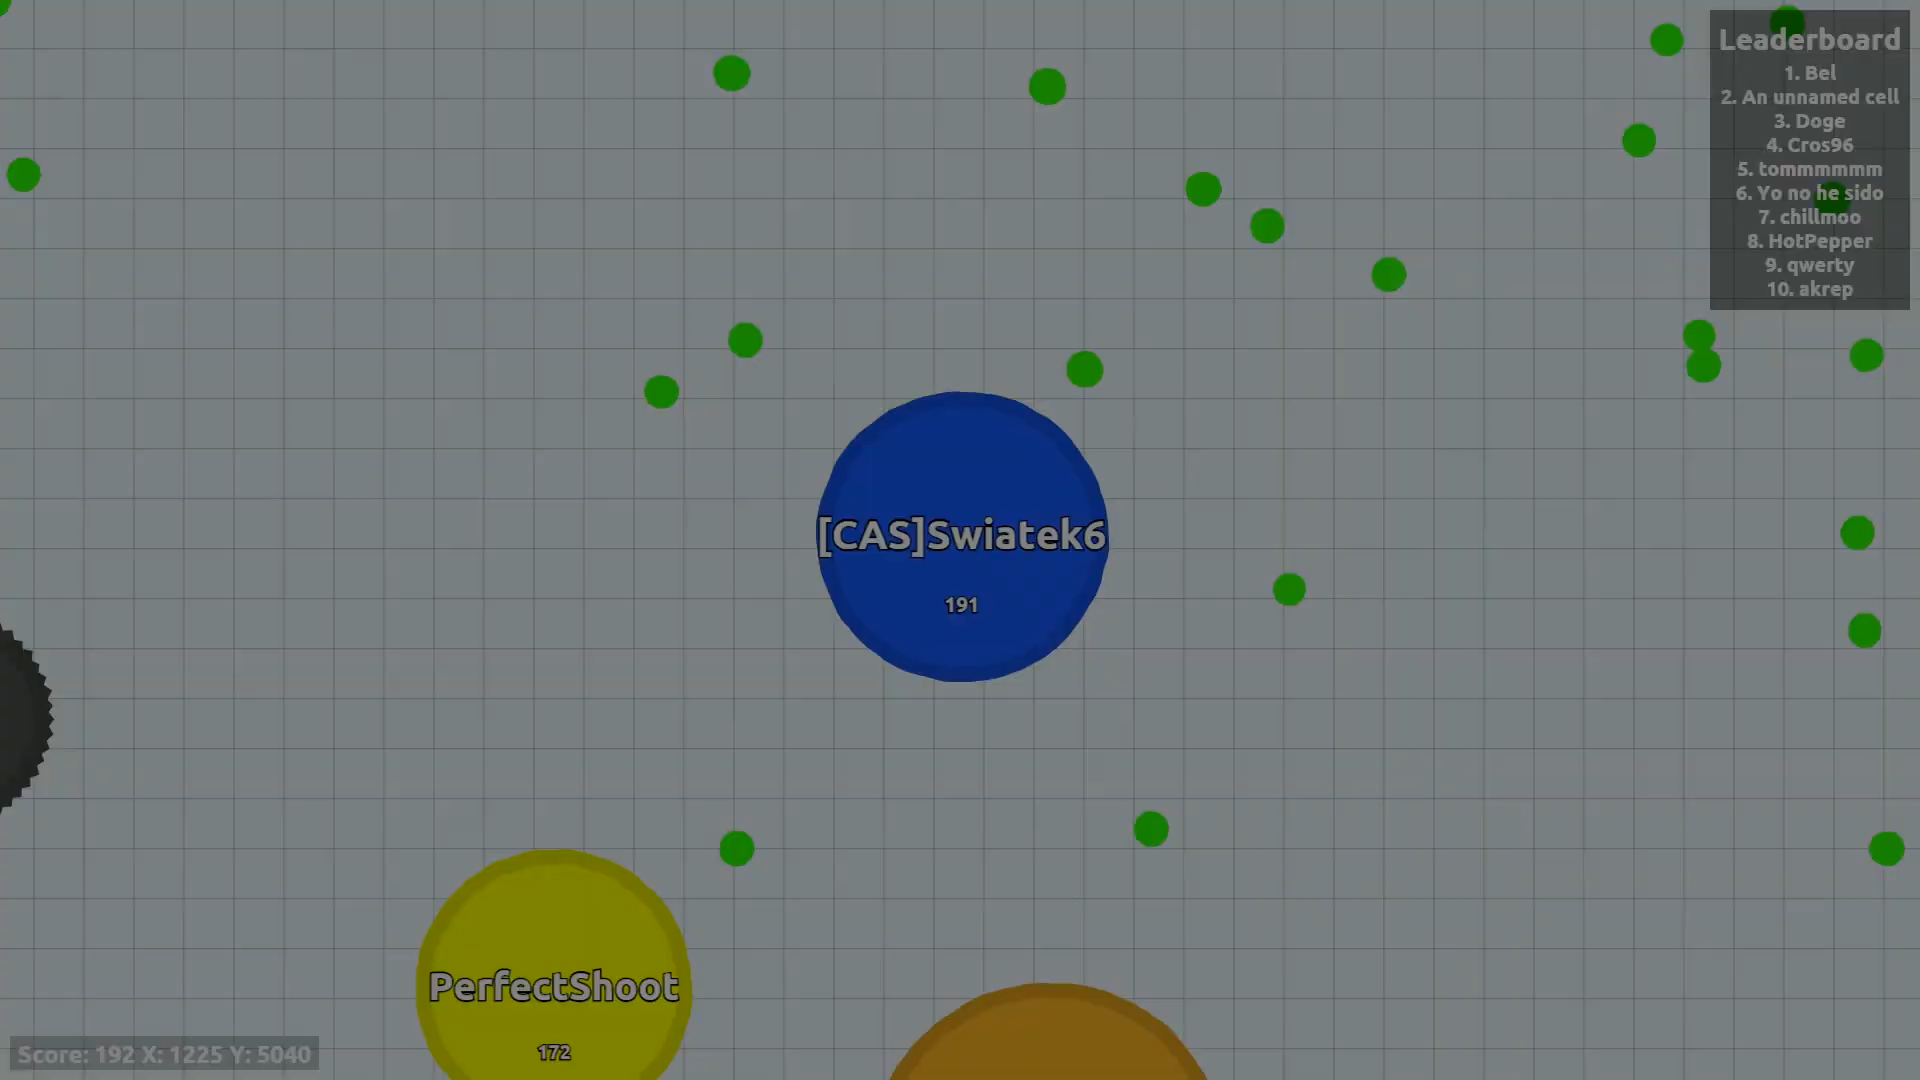 Leaderboard
1. Bel
2. An unnamed cell
3. Doge
4. Cros96
5. tommmmmm
6. Yo no he sido
7. chillmoo
8. HotPepper
9. qwerty
10. akrep
[CAS]Swiatek6
191
PerfectShoot
172
Score: 192 X: 1225 Y: 5040